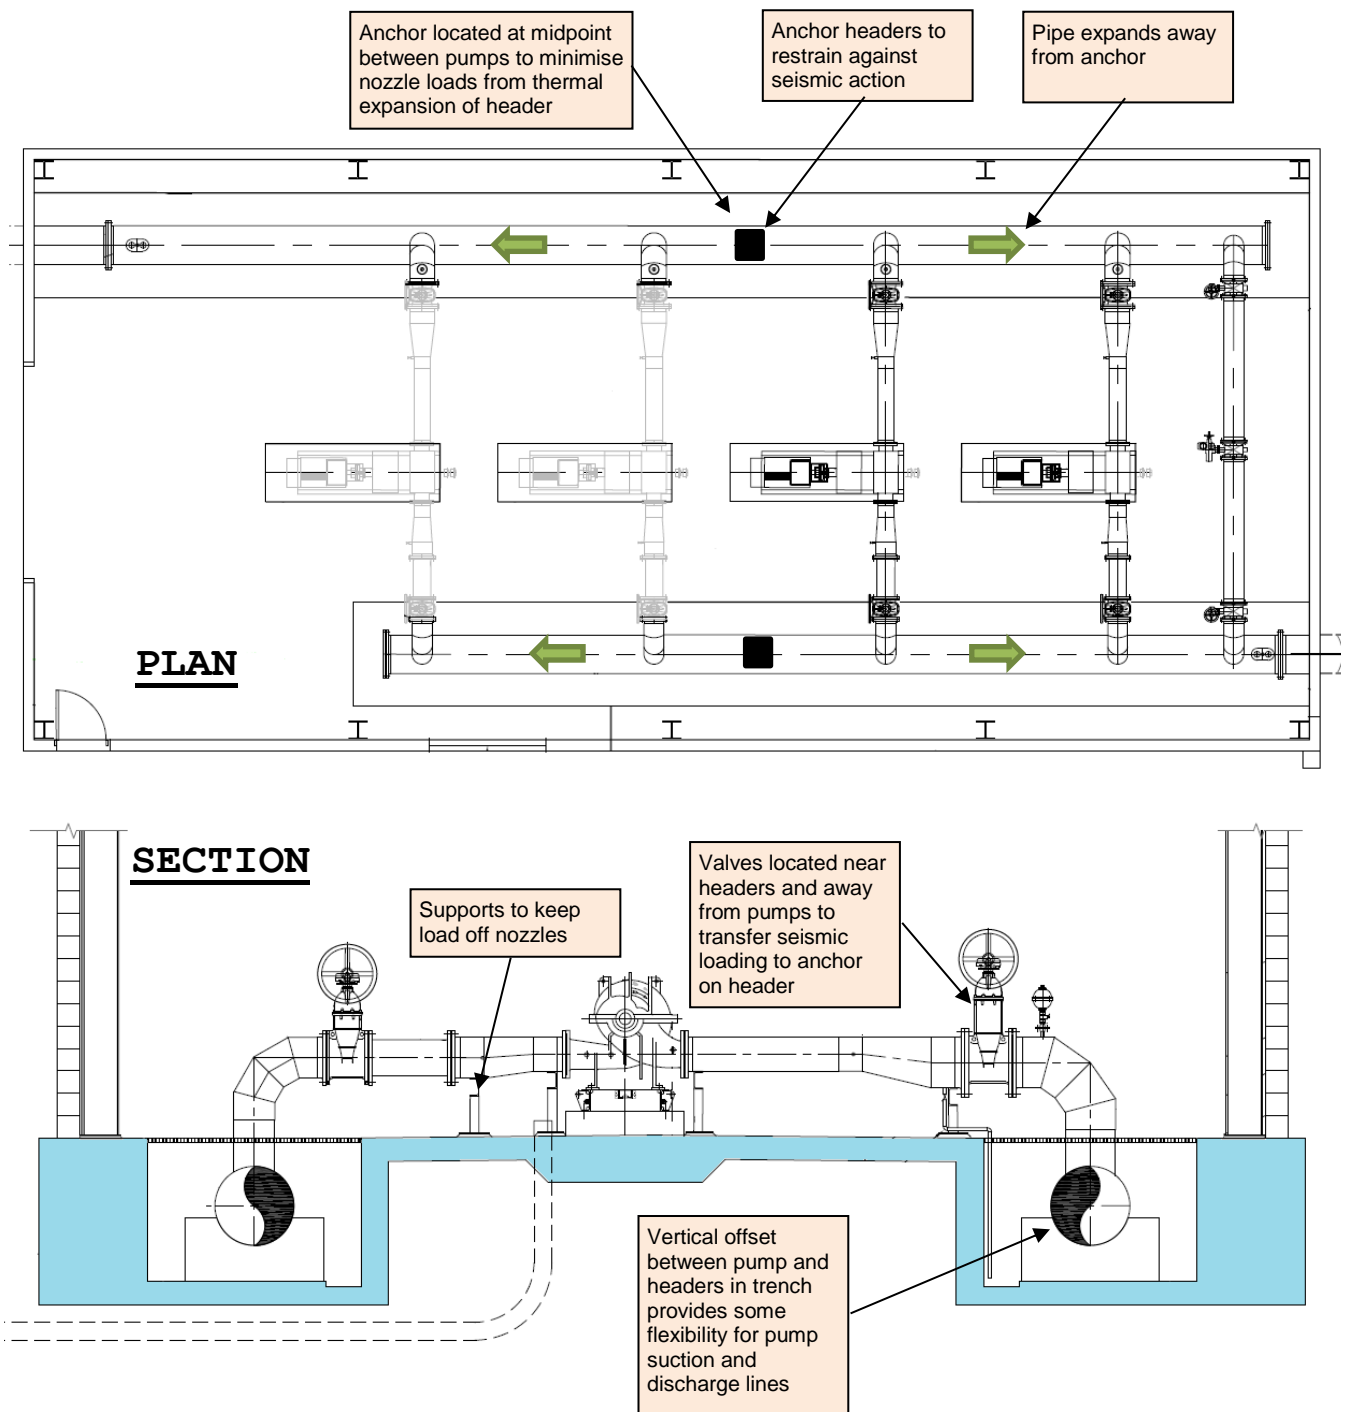 Anchor located at midpoint
between pumps to minimise
nozzle loads from thermal
expansion of header
Anchor headers to
restrain against
seismic action
Pipe expands away
from anchor
PLAN
SECTION
Supports to keep
load off nozzles
Valves located near
headers and away
from pumps to
transfer seismic
loading to anchor
on header
Vertical offset
between pump and
headers in trench
provides some
flexibility for pump
suction and
discharge lines